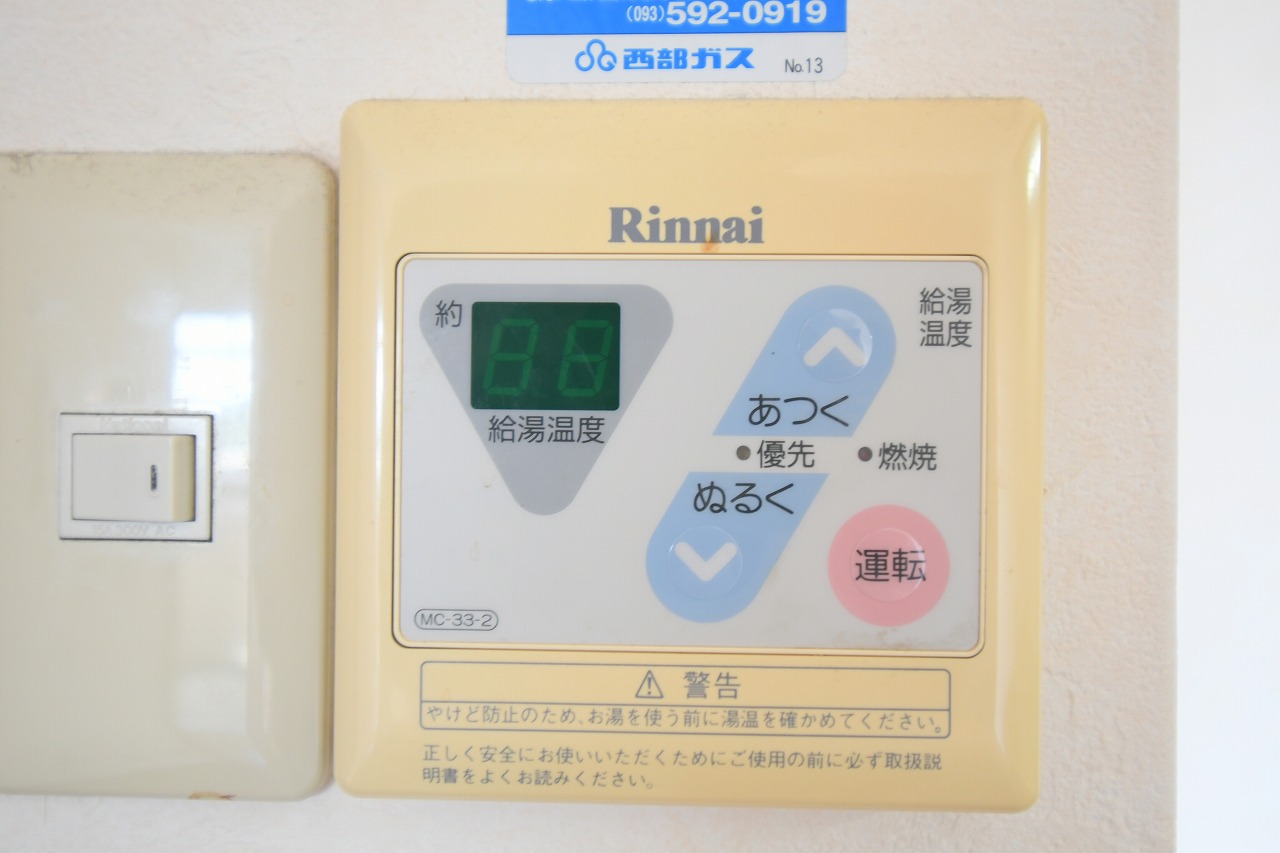 (093)592-0919
西部ガス No.13
Rinnai
約
給湯温度
給湯
温度
あつく
優先 燃焼
ぬるく
運転
MC-33-2
警告
やけど防止のため、お湯を使う前に湯温を確かめてください。
正しく安全にお使いいただくためにご使用の前に必ず取扱説
明書をよくお読みください。
National
300V AC